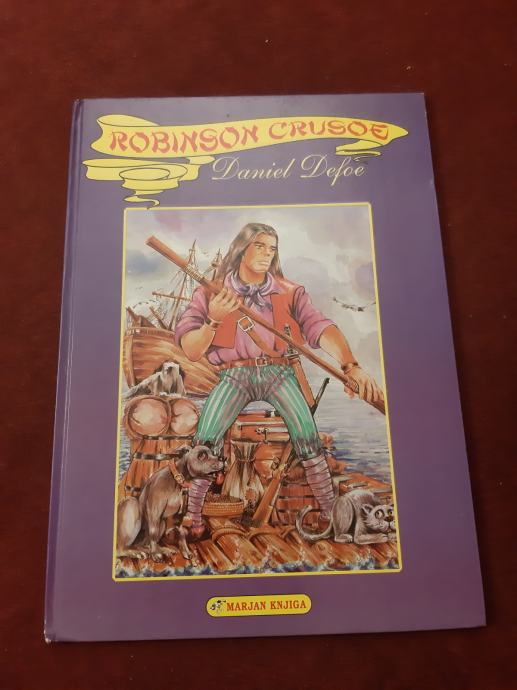 ROBINSON CRUSOE
Daniel Defoe
MARJAN KNJIGA